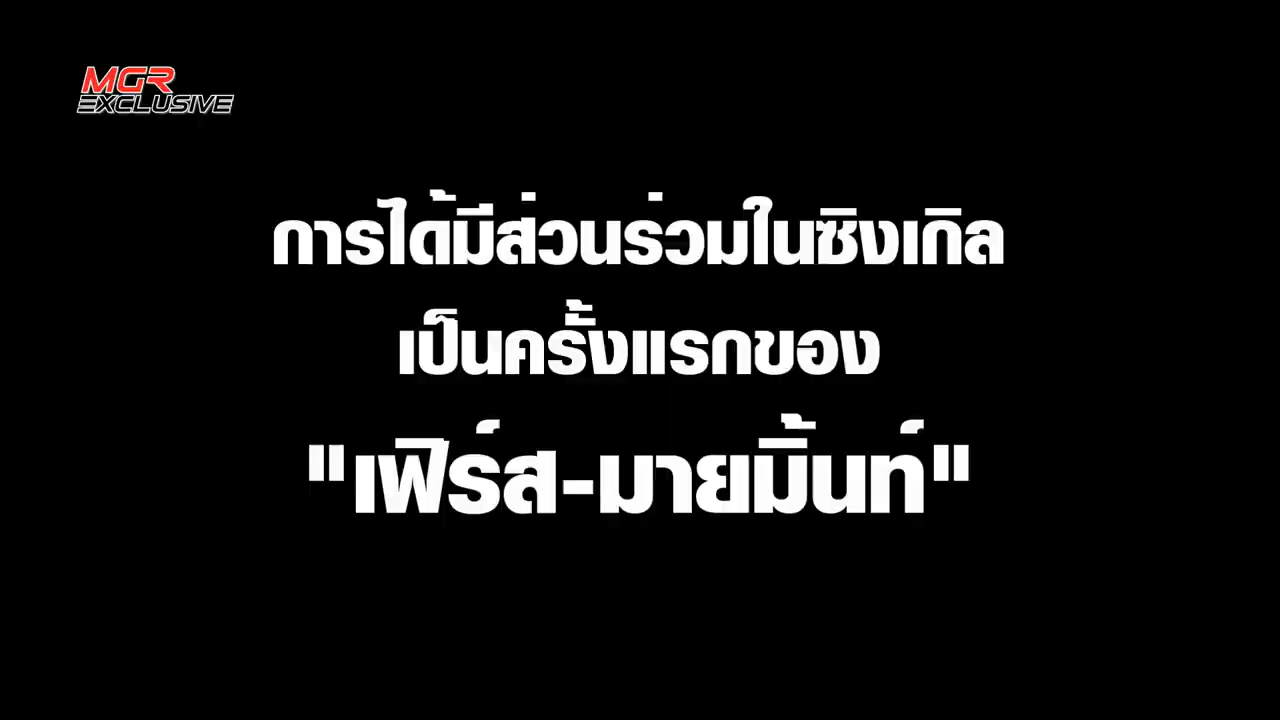 MGR
EXCLUSIVE
การได้มีส่วนร่วมในซิงเกิล
เป็นครั้งแรกของ
"เฟิร์ส-มายมิ้นท์"